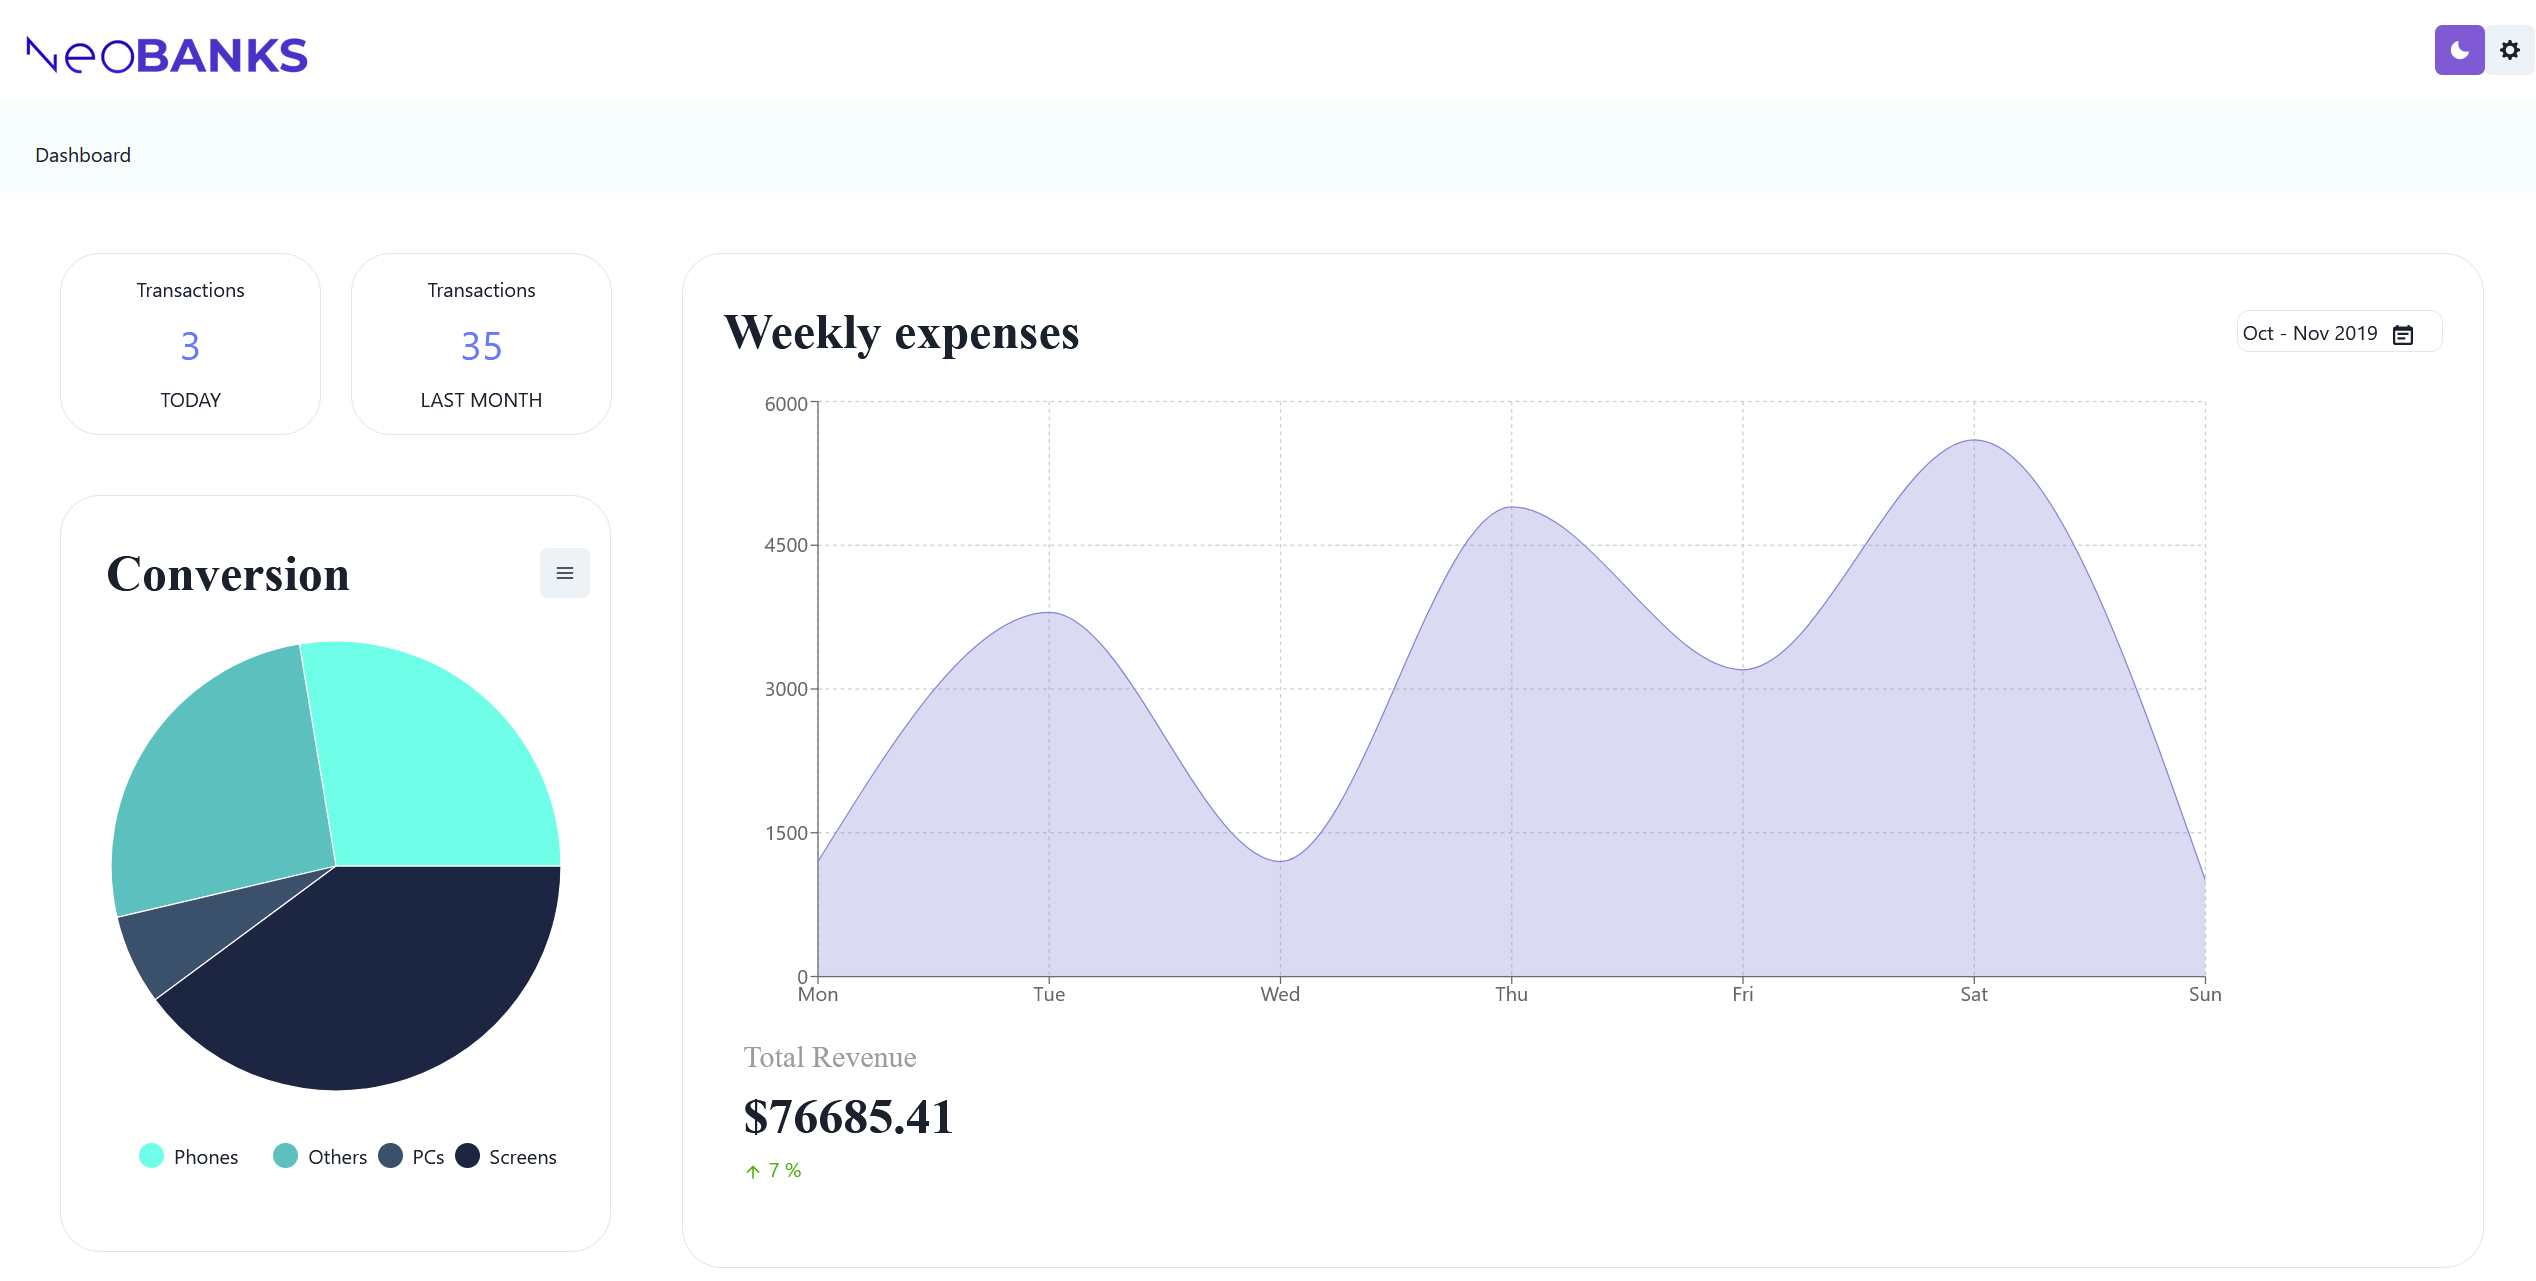 NeoBANKS
Dashboard
Transactions
3
TODAY
Transactions
35
LAST MONTH
Conversion
Phones Others PCs Screens
Weekly expenses
Oct - Nov 2019
6000
4500
3000
1500
0
Mon Tue Wed Thu Fri Sat Sun
Total Revenue
$76685.41
7 %